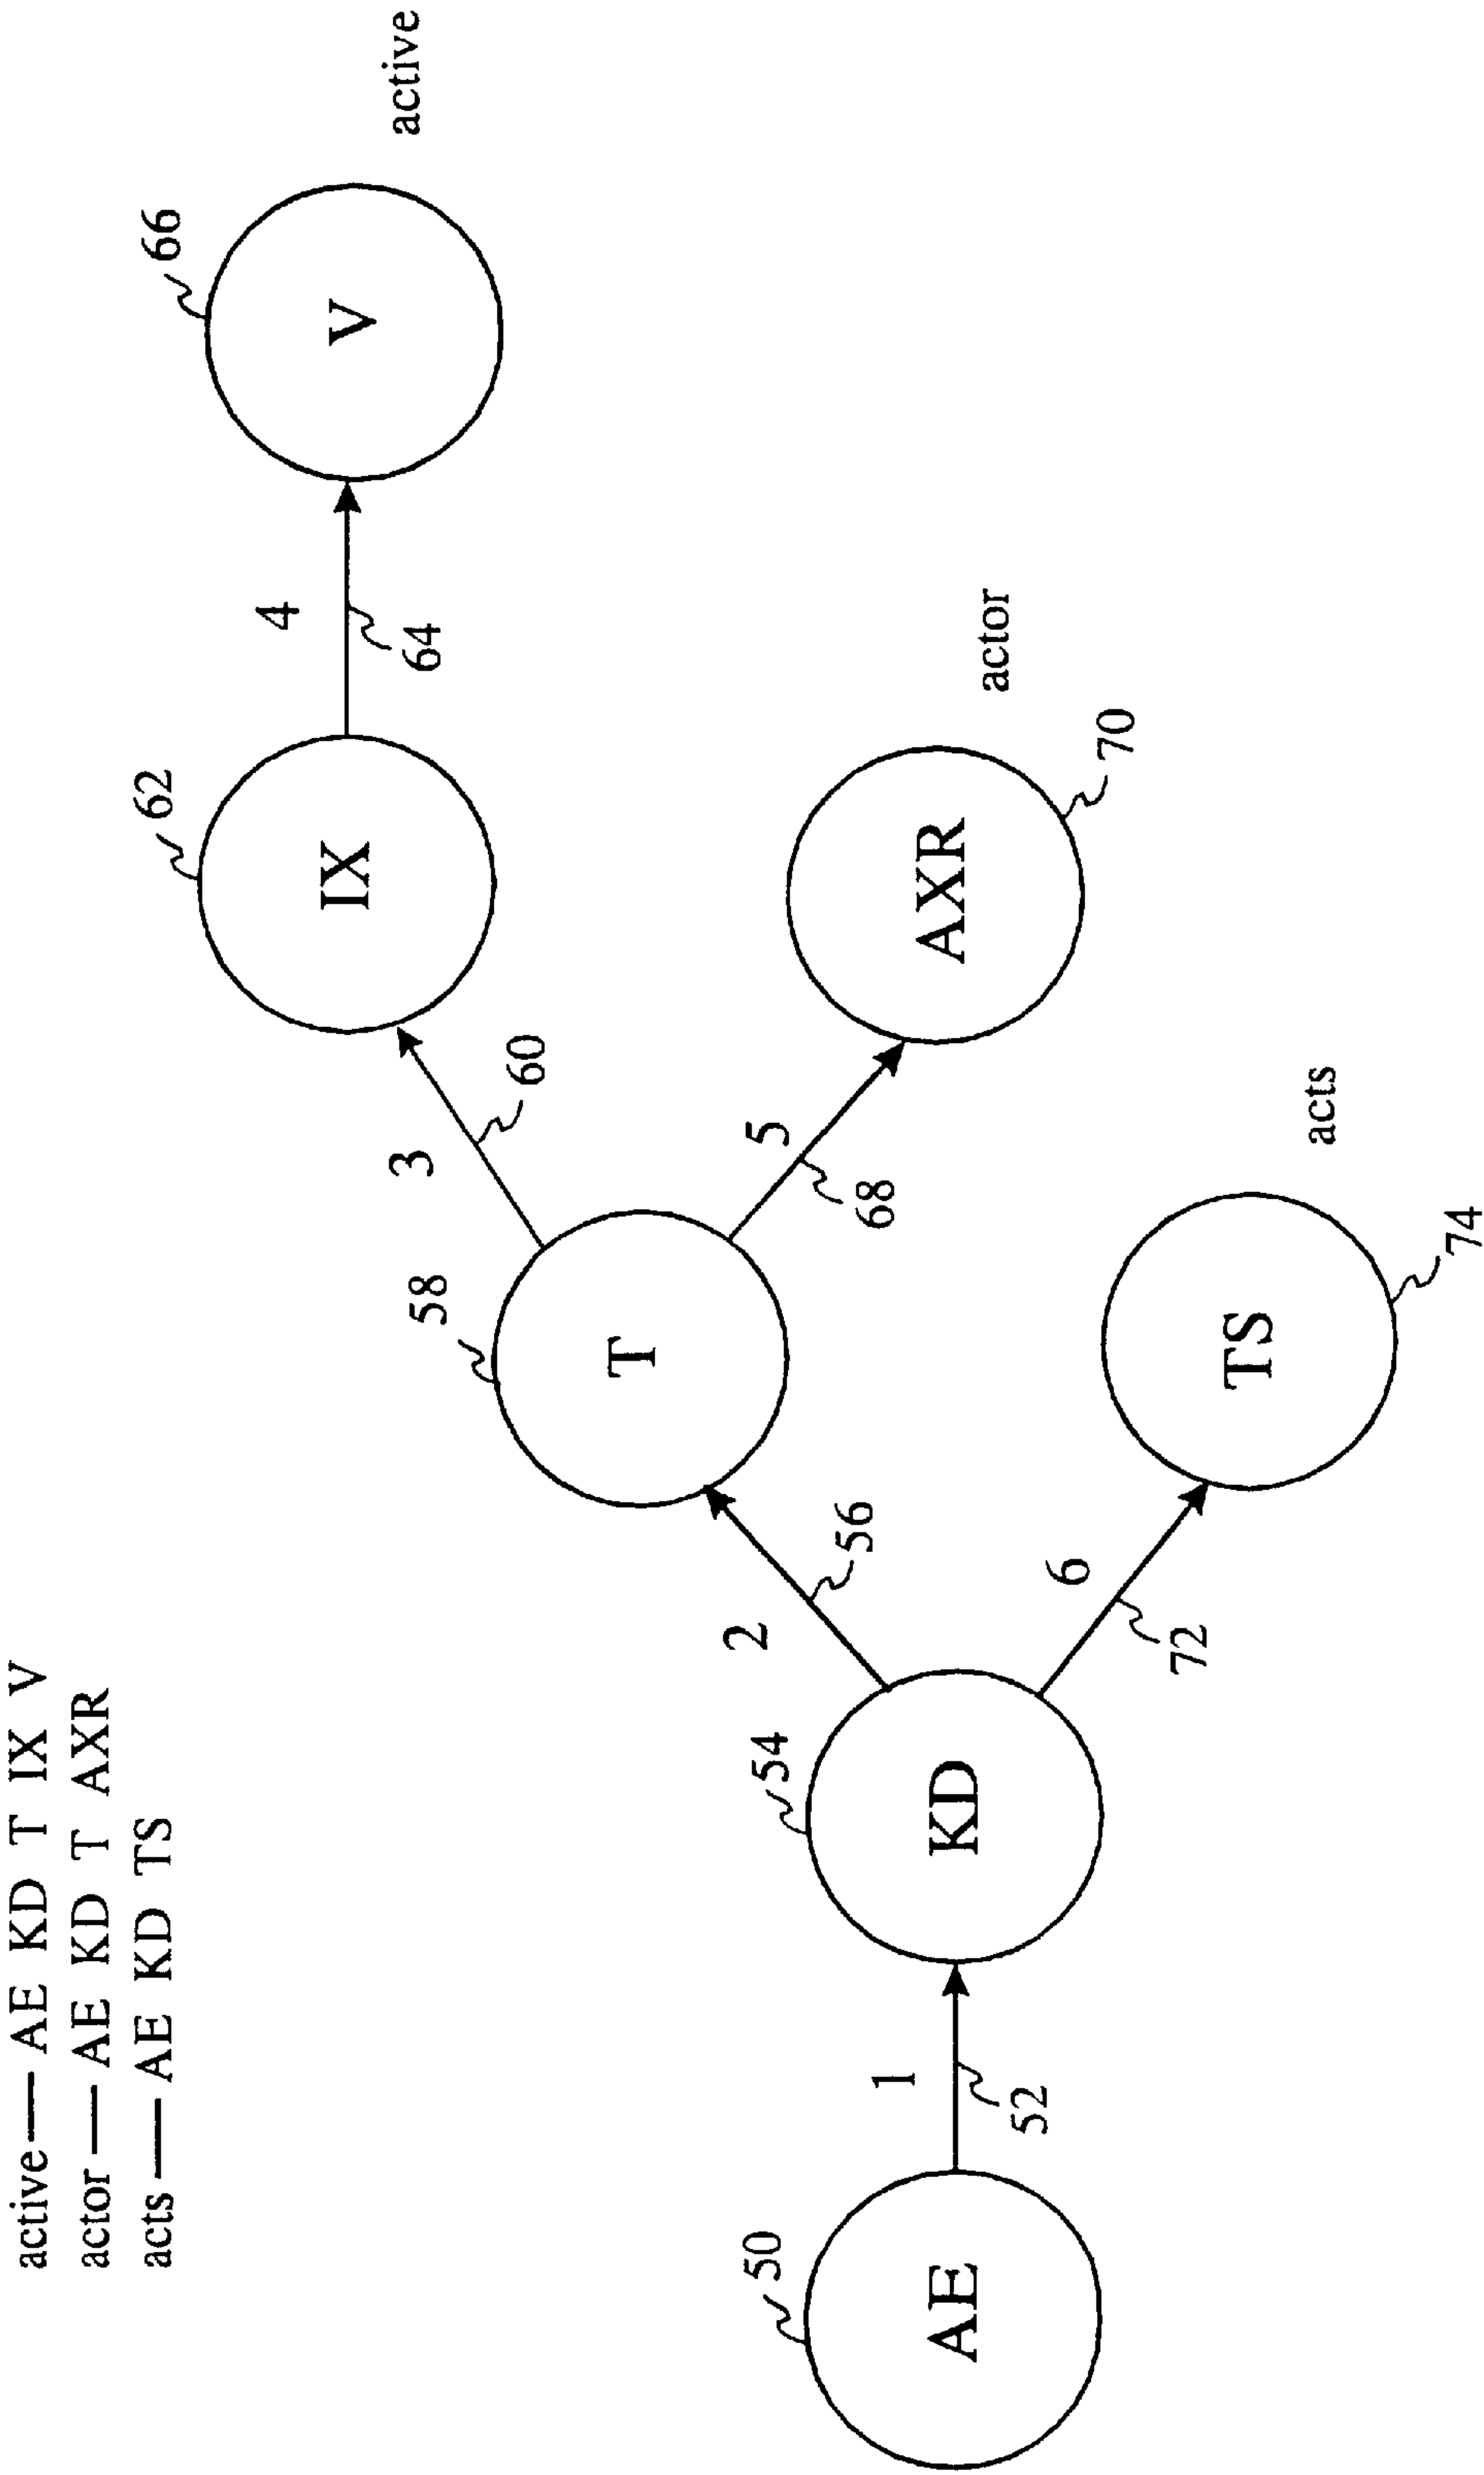 active — AE KD T IX V
actor — AE KD T AXR
acts — AE KD TS
50
AE
1
52
54
KD
2
56
6
72
58
T
TS
74
acts
3
60
5
68
62
IX
AXR
70
actor
4
64
66
V
active